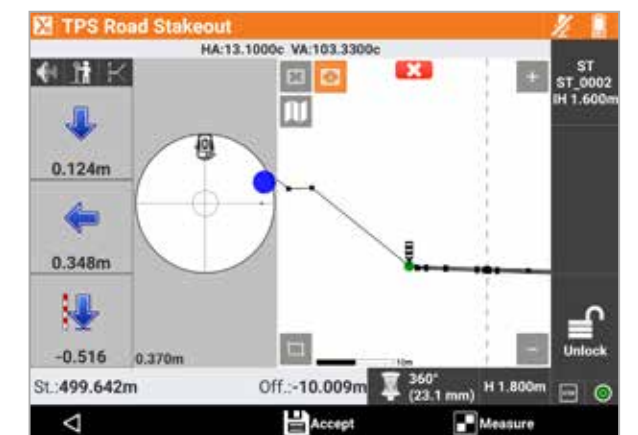 TPS Road Stakeout
HA:13.1000c VA:103.3300c
ST
ST_0002
IH 1.600m
0.124m
0.348m
-0.516
0.370m
10m
Unlock
St.:499.642m
Off.:-10.009m
360°
(23.1 mm)
H 1.800m
Accept
Measure